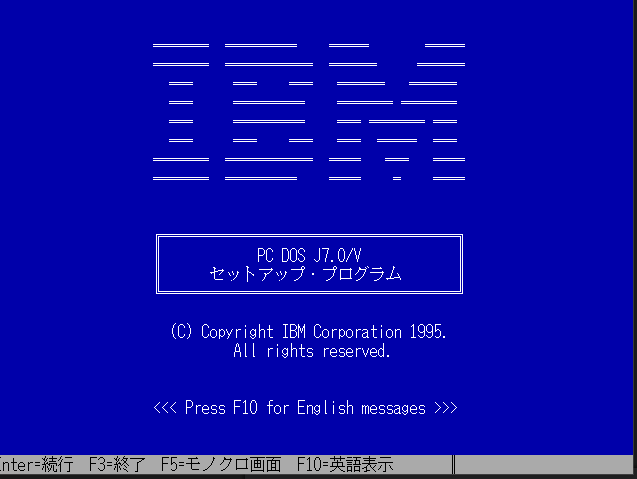 IBM
PC DOS J7.0/V
セットアップ・プログラム
(C) Copyright IBM Corporation 1995.
All rights reserved.
<<< Press F10 for English messages >>>
Enter=続行 F3=終了 F5=モノクロ画面 F10=英語表示